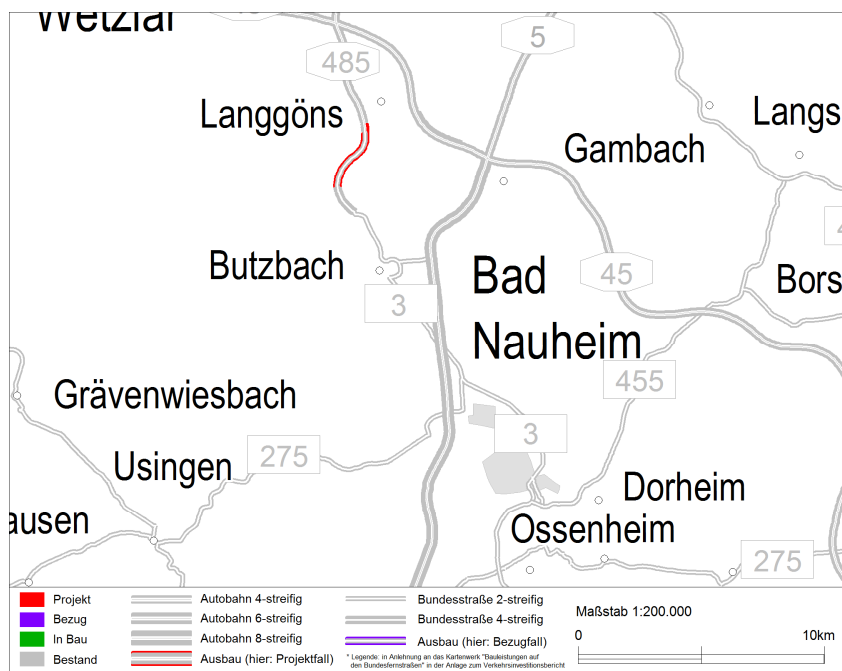 Wetzlar
5
485
Langgöns
Langs
Gambach
Butzbach
Bad
Nauheim
45
Bors
3
455
Grävenwiesbach
3
Usingen
275
Dorheim
ausen
Ossenheim
275
Projekt
Bezug
In Bau
Bestand
Autobahn 4-streifig
Autobahn 6-streifig
Autobahn 8-streifig
Ausbau (hier: Projektfall)
Bundesstraße 2-streifig
Bundesstraße 4-streifig
Ausbau (hier: Bezugfall)
* Legende: in Anlehnung an das Kartenwerk "Bauleistungen auf
den Bundesfernstraßen" in der Anlage zum Verkehrsinvestitionsbericht
Maßstab 1:200.000
0
10km